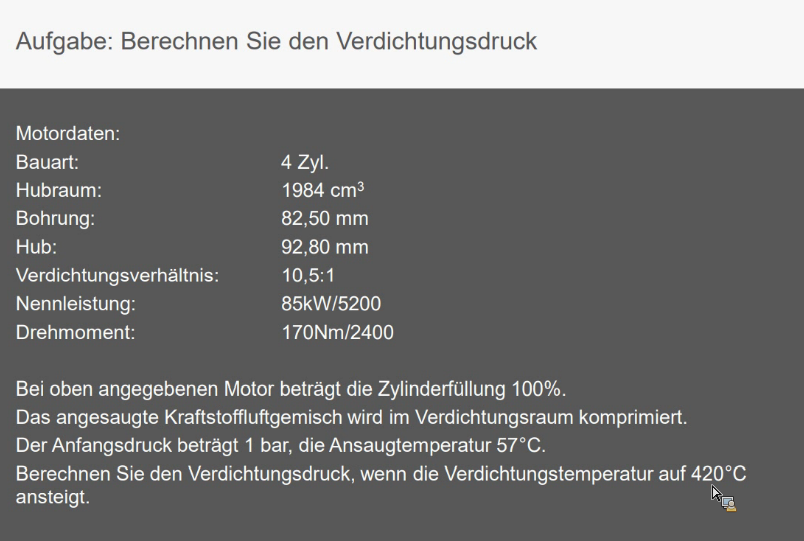 Aufgabe: Berechnen Sie den Verdichtungsdruck
Motordaten:
Bauart: 4 Zyl.
Hubraum: 1984 cm³
Bohrung: 82,50 mm
Hub: 92,80 mm
Verdichtungsverhältnis: 10,5:1
Nennleistung: 85kW/5200
Drehmoment: 170Nm/2400
Bei oben angegebenen Motor beträgt die Zylinderfüllung 100%.
Das angesaugte Kraftstoffluftgemisch wird im Verdichtungsraum komprimiert.
Der Anfangsdruck beträgt 1 bar, die Ansaugtemperatur 57°C.
Berechnen Sie den Verdichtungsdruck, wenn die Verdichtungstemperatur auf 420°C
ansteigt.